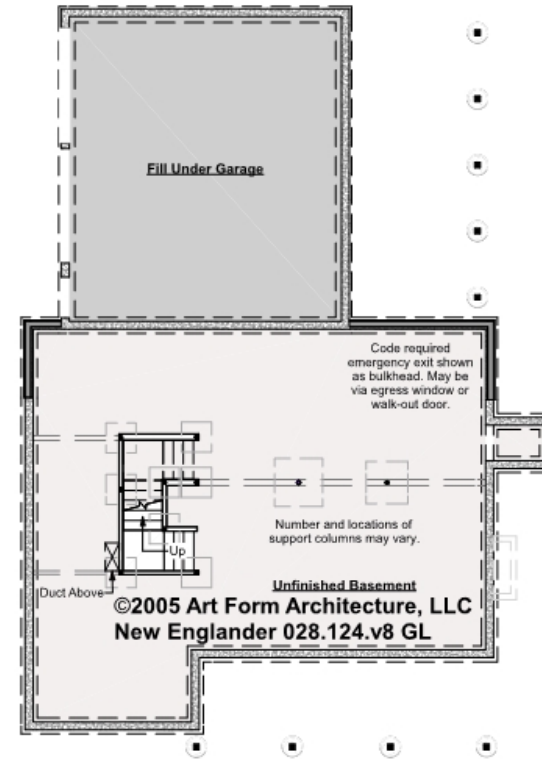 Fill Under Garage
Code required
emergency exit shown
as bulkhead. May be
via egress window or
walk-out door.
Number and locations of
support columns may vary.
Up
Unfinished Basement
Duct Above
©2005 Art Form Architecture, LLC
New Englander 028.124.v8 GL